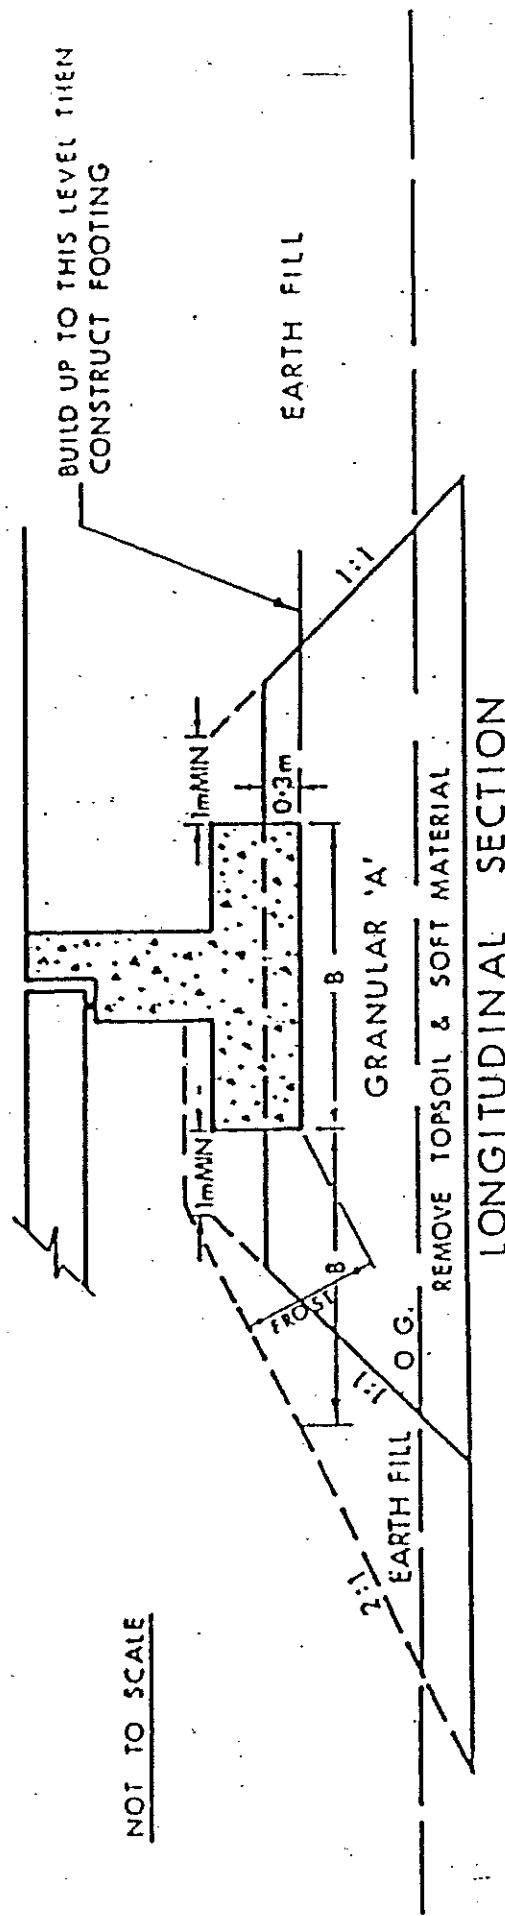 BUILD UP TO THIS LEVEL THEN
CONSTRUCT FOOTING
NOT TO SCALE
1m MIN
1m MIN
0·3m
EARTH FILL
FROST
B
B
GRANULAR 'A'
1:1
1:1
2:1
EARTH FILL
O.G.
REMOVE TOPSOIL & SOFT MATERIAL
LONGITUDINAL SECTION